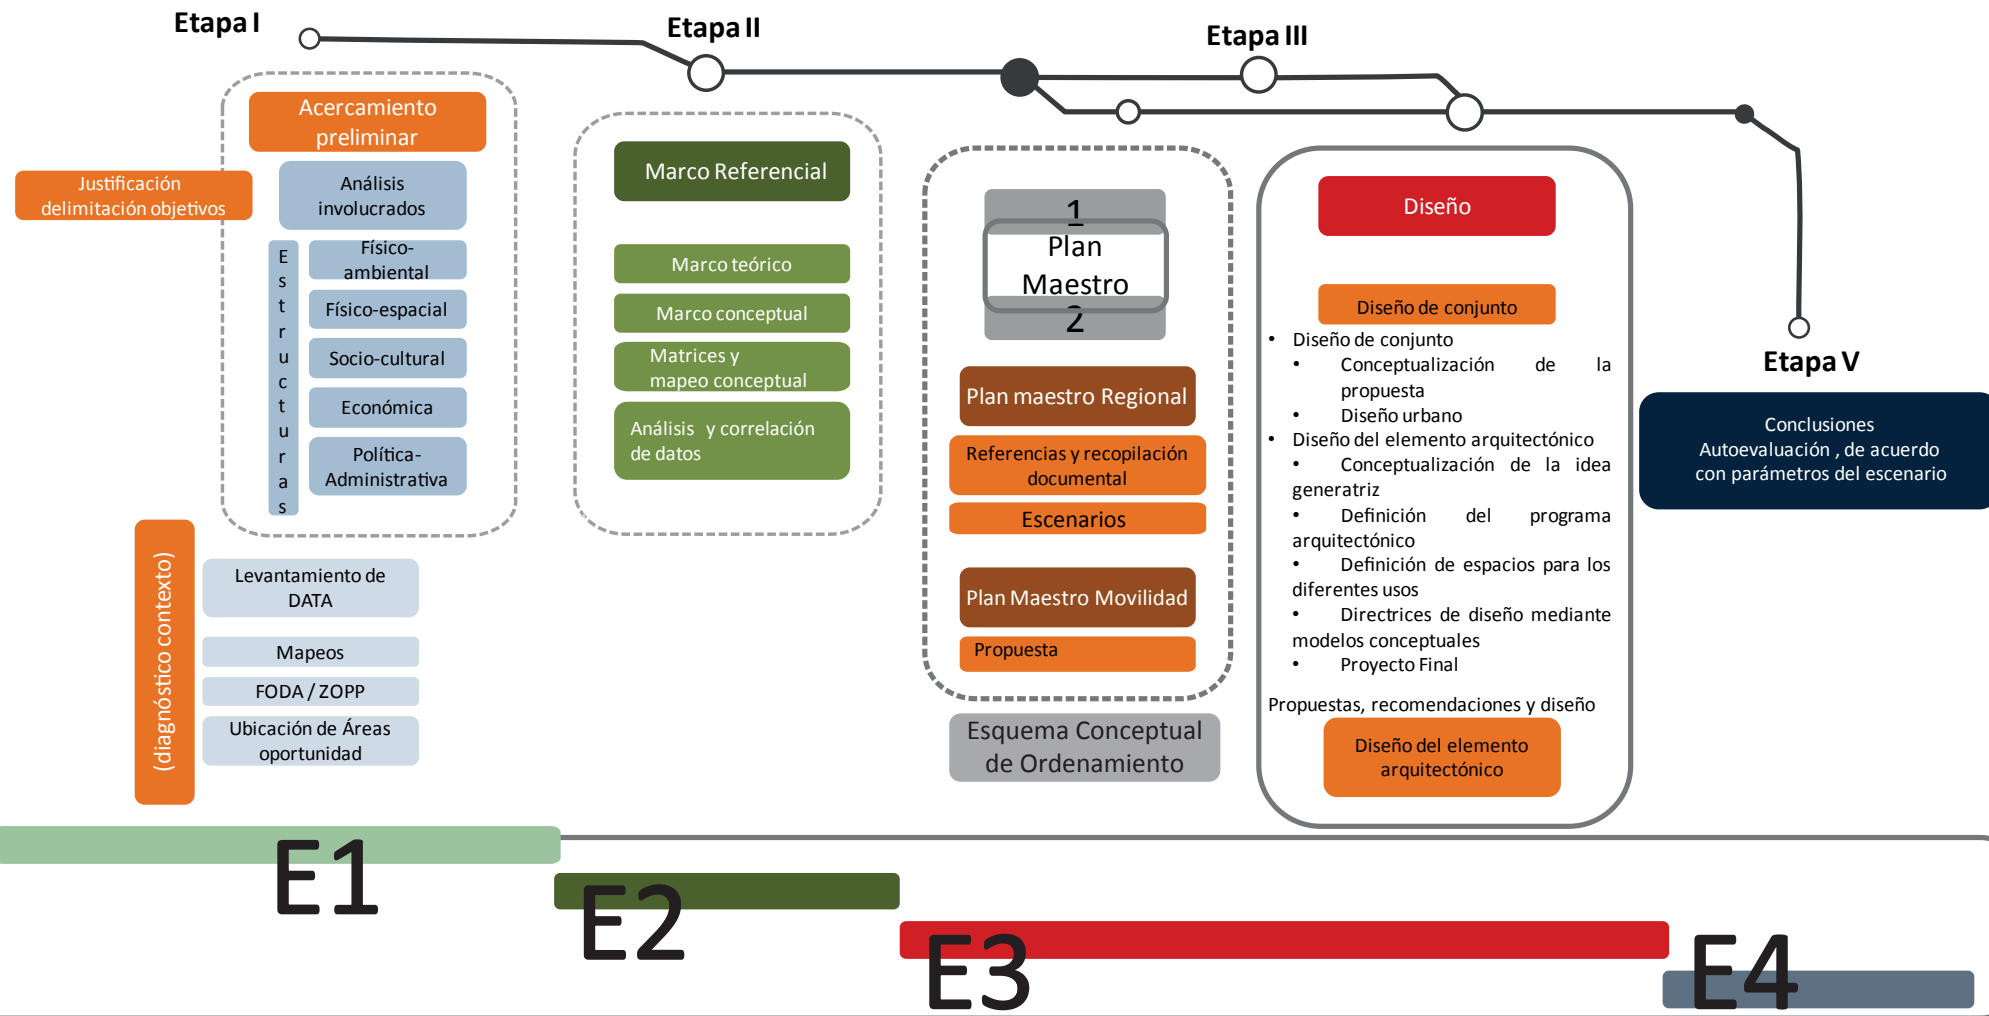 Etapa I
Etapa II
Etapa III
Acercamiento
preliminar
Justificación
delimitación objetivos
Análisis
involucrados
Estructuras
Físico-
ambiental
Físico-espacial
Socio-cultural
Económica
Política-
Administrativa
(diagnóstico contexto)
Levantamiento de
DATA
Mapeos
FODA / ZOPP
Ubicación de Áreas
oportunidad
Marco Referencial
Marco teórico
Marco conceptual
Matrices y
mapeo conceptual
Análisis y correlación
de datos
1
Plan
Maestro
2
Plan maestro Regional
Referencias y recopilación
documental
Escenarios
Plan Maestro Movilidad
Propuesta
Esquema Conceptual
de Ordenamiento
Diseño
Diseño de conjunto
• Diseño de conjunto
• Conceptualización de la
propuesta
• Diseño urbano
• Diseño del elemento arquitectónico
• Conceptualización de la idea
generatriz
• Definición del programa
arquitectónico
• Definición de espacios para los
diferentes usos
• Directrices de diseño mediante
modelos conceptuales
• Proyecto Final
Propuestas, recomendaciones y diseño
Diseño del elemento
arquitectónico
Etapa V
Conclusiones
Autoevaluación , de acuerdo
con parámetros del escenario
E1
E2
E3
E4